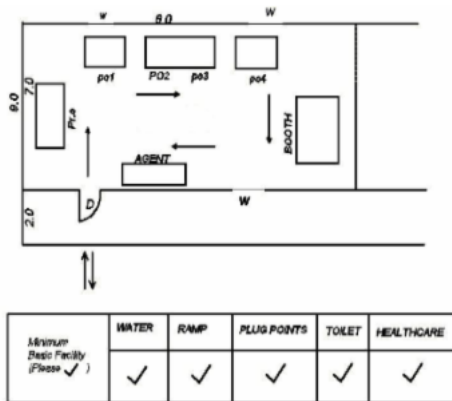 w 8.0 W
po1 PO2 po3 po4
9.0 7.0 Pr.o BOOTH
AGENT
2.0 D W
Minimum Basic Facility (Please ✓ )
WATER RAMP PLUG POINTS TOILET HEALTHCARE
✓ ✓ ✓ ✓ ✓